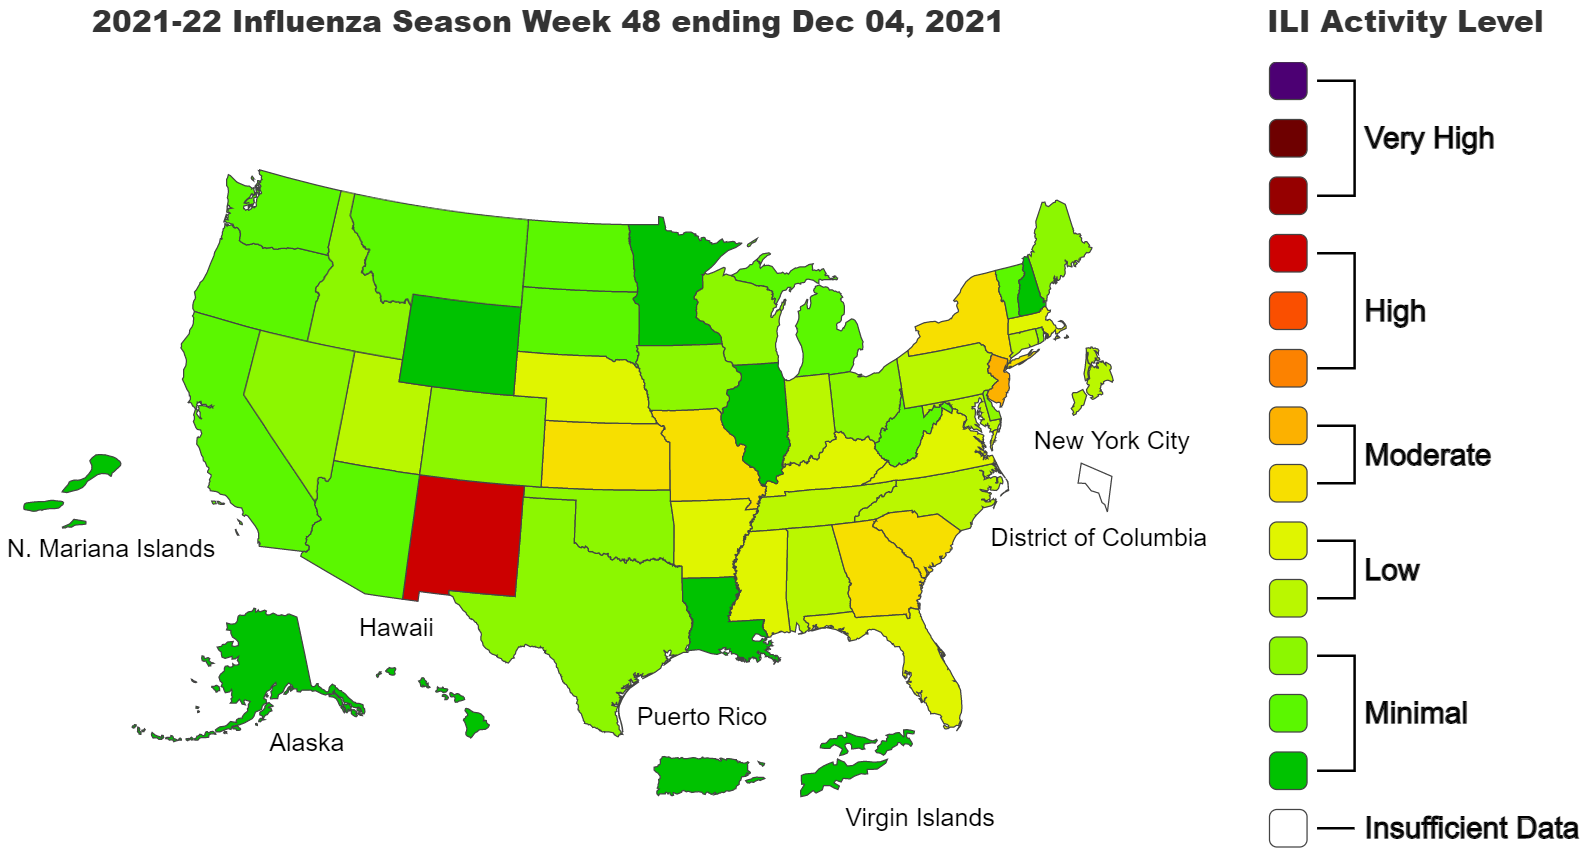 2021-22 Influenza Season Week 48 ending Dec 04, 2021
ILI Activity Level
Very High
High
Moderate
New York City
District of Columbia
N. Mariana Islands
Low
Hawaii
Puerto Rico
Minimal
Alaska
Virgin Islands
Insufficient Data